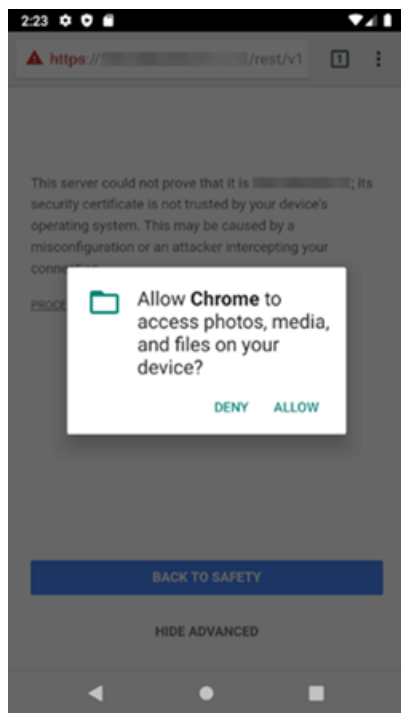 2:23
https:// /rest/v1
1
This server could not prove that it is ; its
security certificate is not trusted by your device's
operating system. This may be caused by a
misconfiguration or an attacker intercepting your
Allow Chrome to
access photos, media,
and files on your
device?
DENY ALLOW
BACK TO SAFETY
HIDE ADVANCED